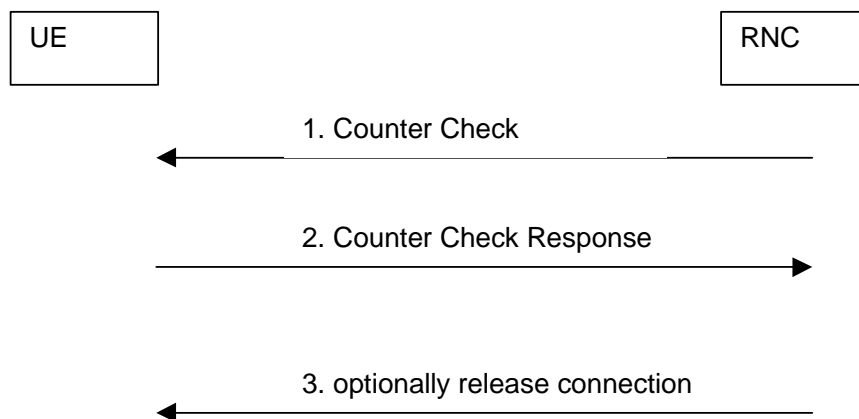 UE
RNC
1. Counter Check
2. Counter Check Response
3. optionally release connection